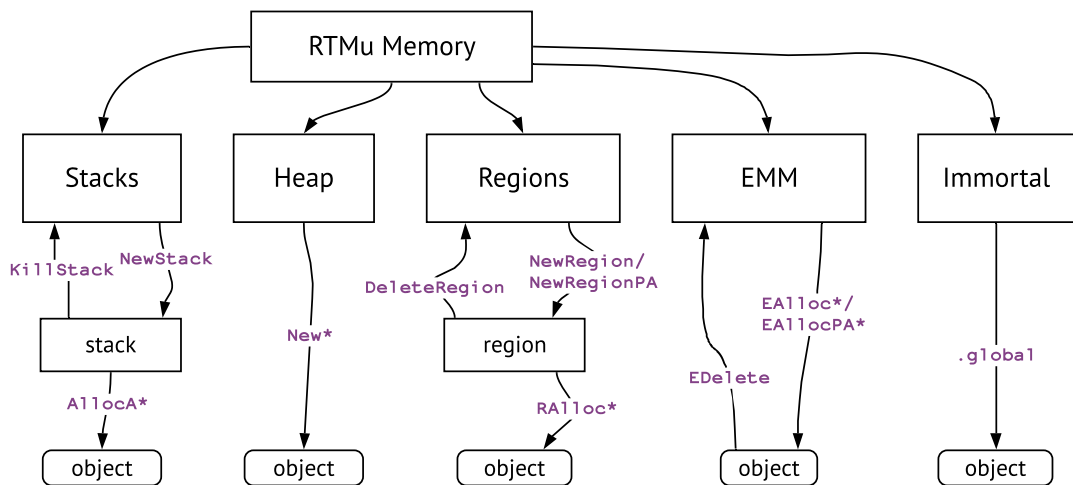 RTMu Memory
Stacks
Heap
Regions
EMM
Immortal
KillStack
NewStack
DeleteRegion
NewRegion/
NewRegionPA
EAlloc*/
EAllocPA*
stack
New*
region
.global
EDelete
AllocA*
RAlloc*
object
object
object
object
object